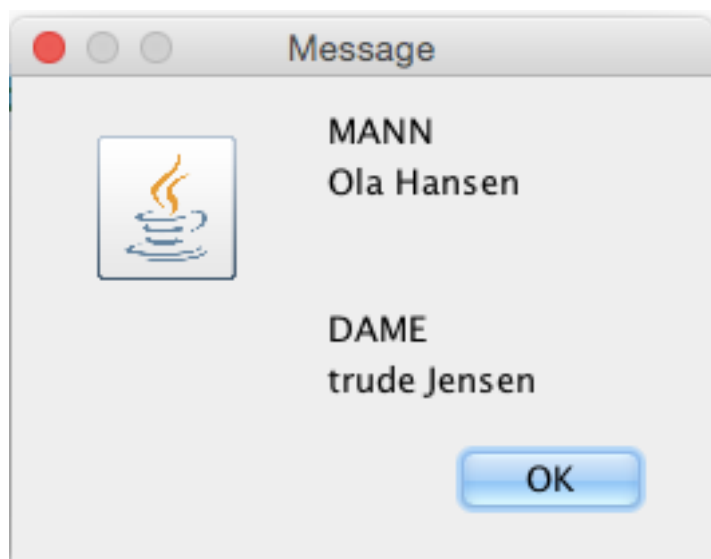 Message
MANN
Ola Hansen
DAME
trude Jensen
OK